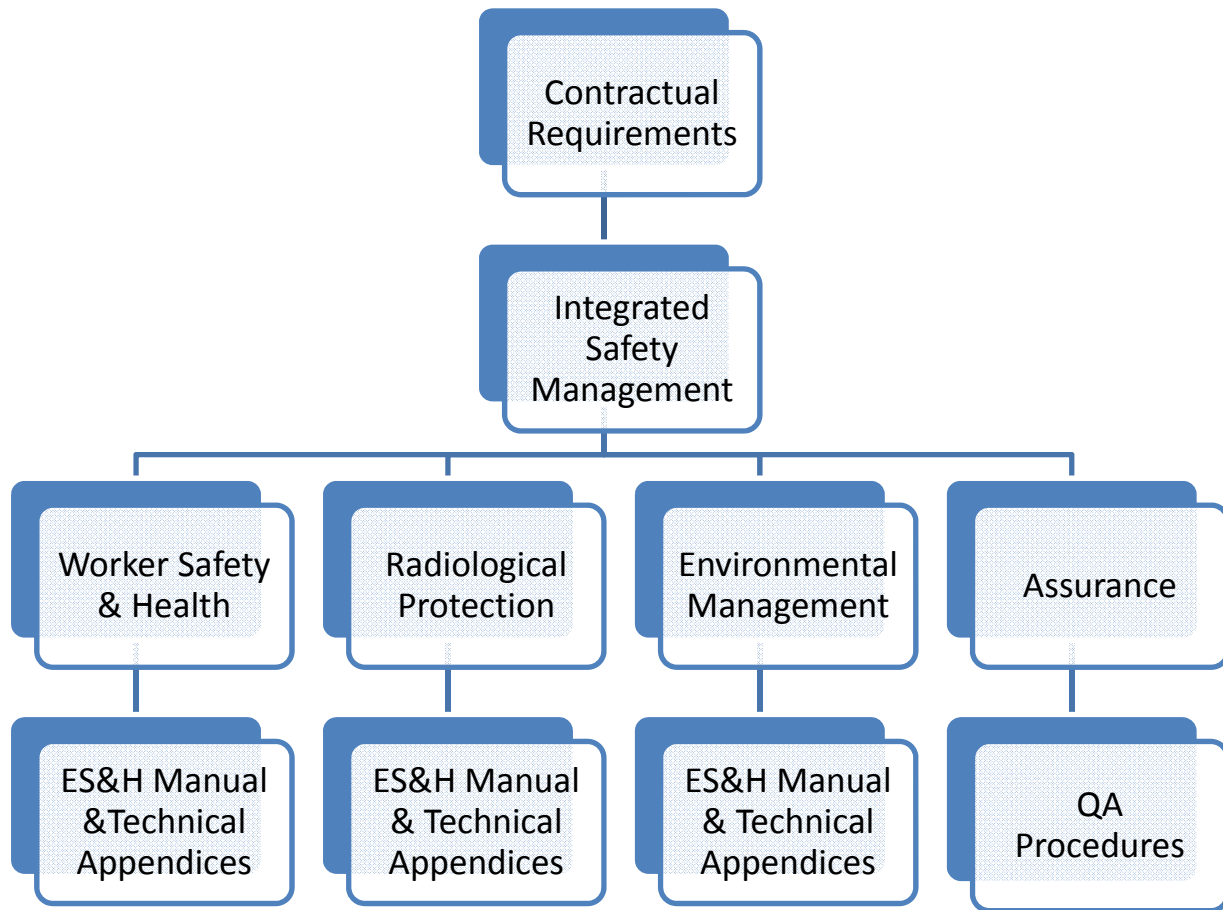 Contractual
Requirements
Integrated
Safety
Management
Worker Safety
& Health
Radiological
Protection
Environmental
Management
Assurance
ES&H Manual
&Technical
Appendices
ES&H Manual
& Technical
Appendices
ES&H Manual
& Technical
Appendices
QA
Procedures